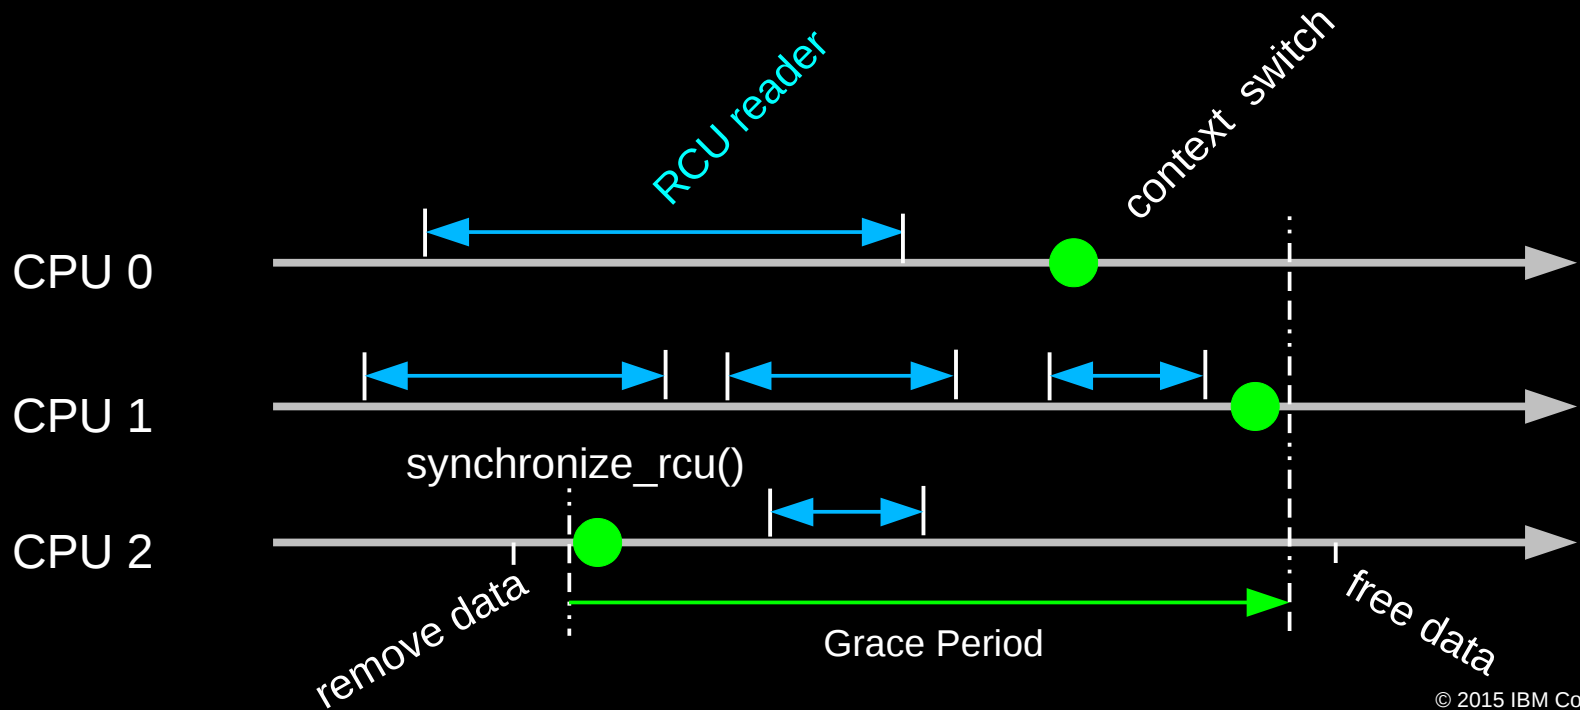 RCU reader
context switch
CPU 0
CPU 1
synchronize_rcu()
CPU 2
remove data
free data
Grace Period
© 2015 IBM Co